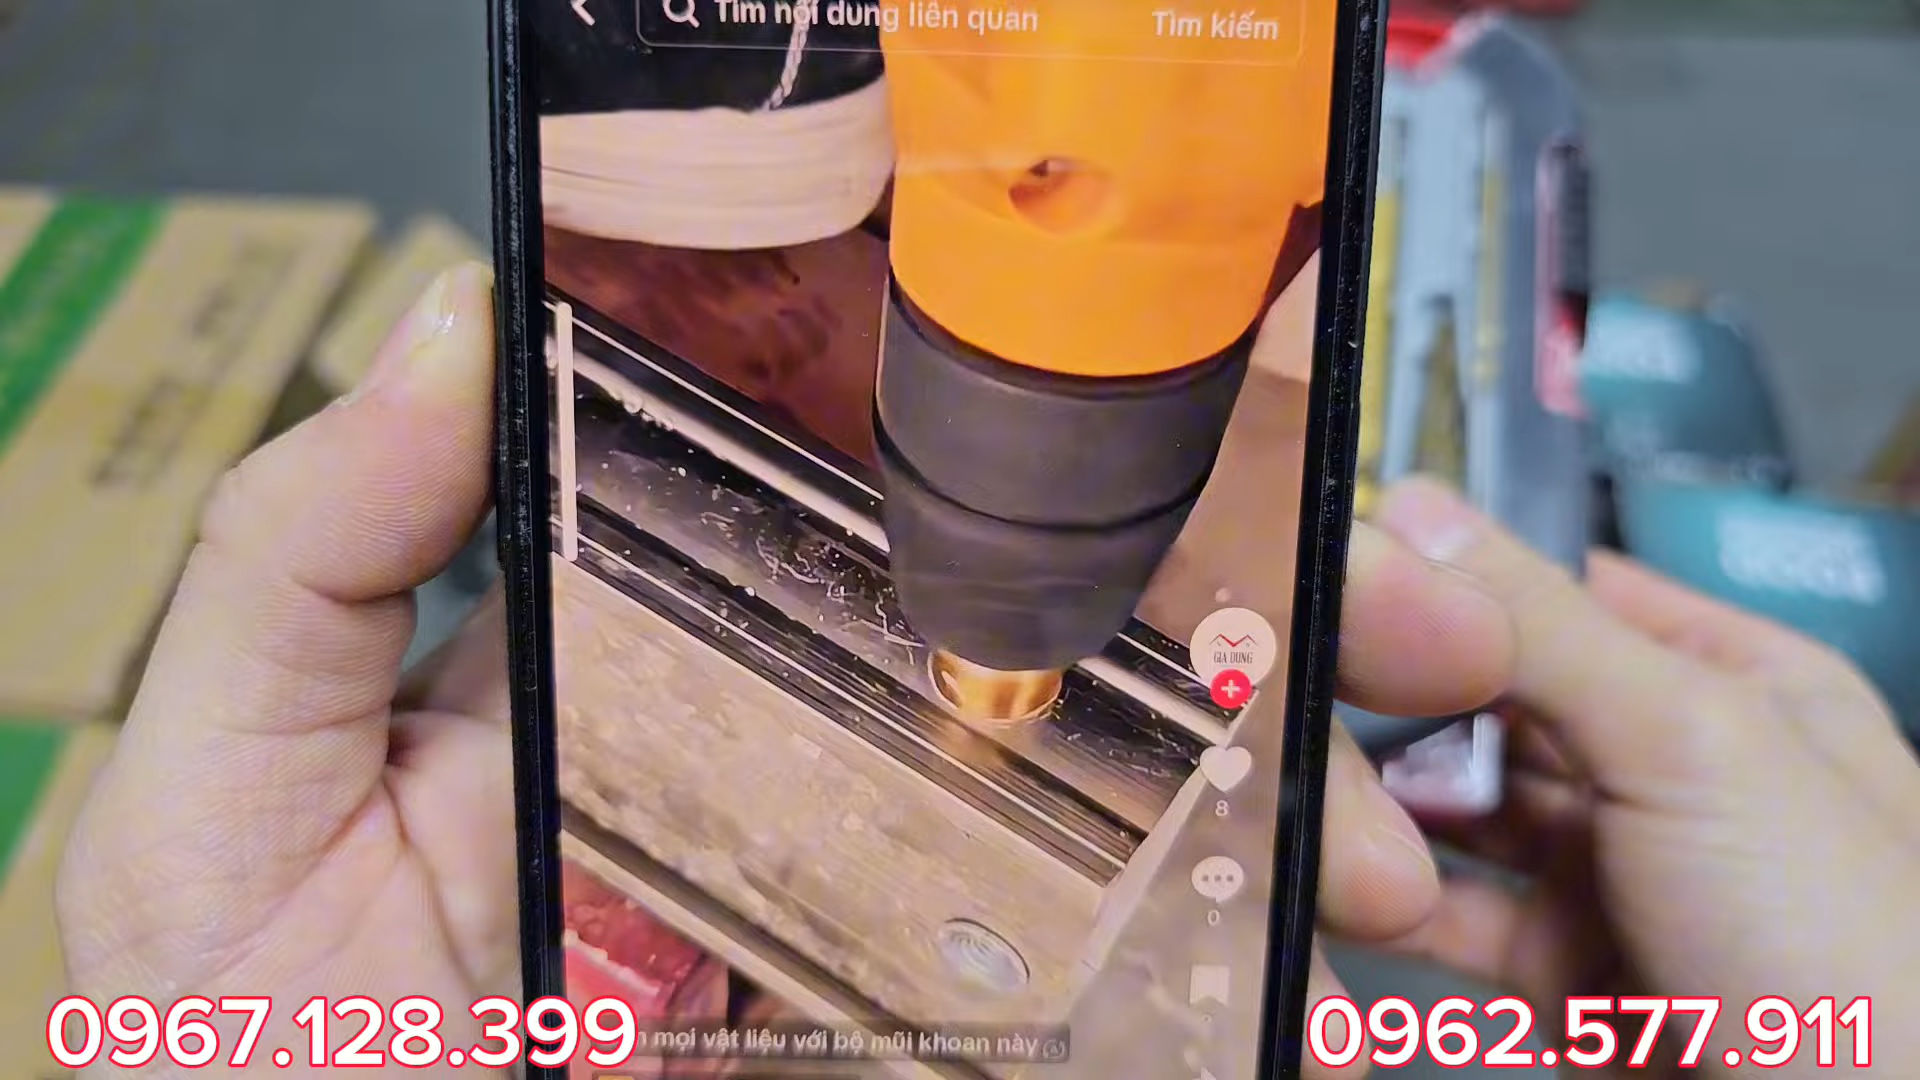 Tìm nội dung liên quan
Tìm kiếm
GIA DUNG
8
0
mọi vật liệu với bộ mũi khoan này
0967.128.399
0962.577.911